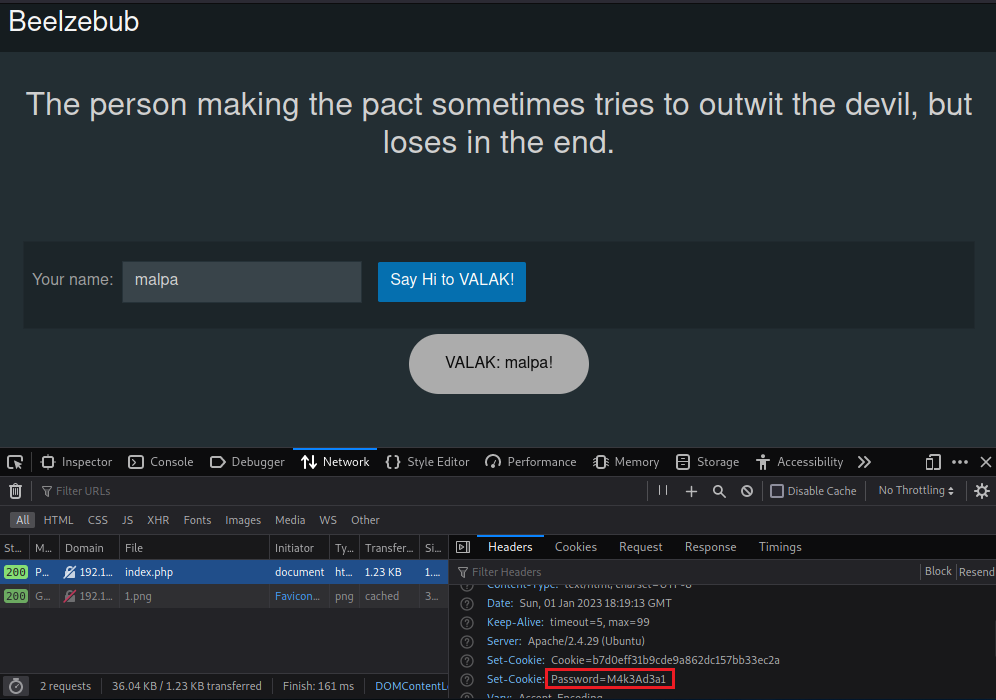 Beelzebub
The person making the pact sometimes tries to outwit the devil, but
loses in the end.
Your name: malpa Say Hi to VALAK!
VALAK: malpa!
Inspector Console Debugger Network Style Editor Performance Memory Storage Accessibility
Filter URLs Disable Cache No Throttling
All HTML CSS JS XHR Fonts Images Media WS Other
St... M... Domain File Initiator Ty... Transfer... Si...
200 P... 192.1... index.php document ht... 1.23 KB 1....
200 G... 192.1... 1.png Favicon... png cached 3...
2 requests 36.04 KB / 1.23 KB transferred Finish: 161 ms DOMContentL
Headers Cookies Request Response Timings
Filter Headers Block Resend
Content-Type: text/html; charset=UTF-8
Date: Sun, 01 Jan 2023 18:19:13 GMT
Keep-Alive: timeout=5, max=99
Server: Apache/2.4.29 (Ubuntu)
Set-Cookie: Cookie=b7d0eff31b9cde9a862dc157bb33ec2a
Set-Cookie: Password=M4k3Ad3a1
Vary: Accept-Encoding